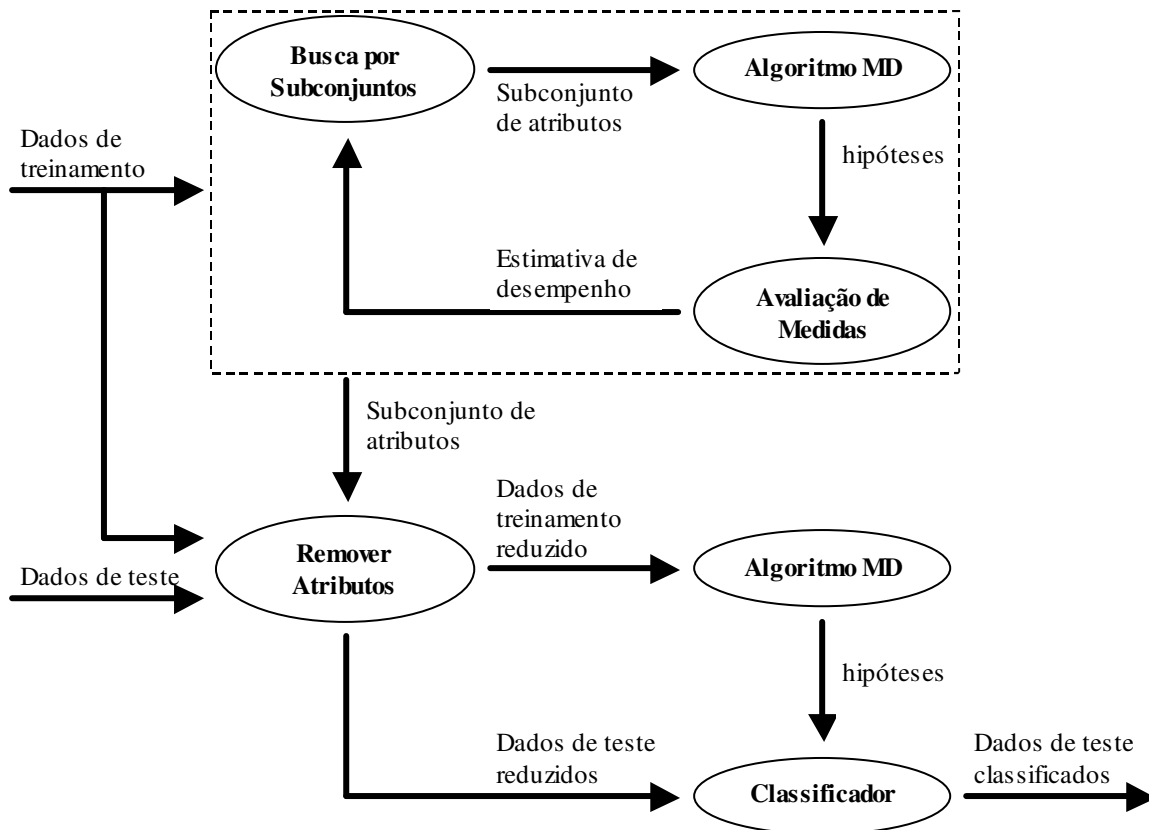 Busca por
Subconjuntos
Subconjunto
de atributos
Algoritmo MD
Dados de
treinamento
hipóteses
Estimativa de
desempenho
Avaliação de
Medidas
Subconjunto de
atributos
Dados de
treinamento
reduzido
Remover
Atributos
Algoritmo MD
Dados de teste
hipóteses
Dados de teste
reduzidos
Classificador
Dados de teste
classificados